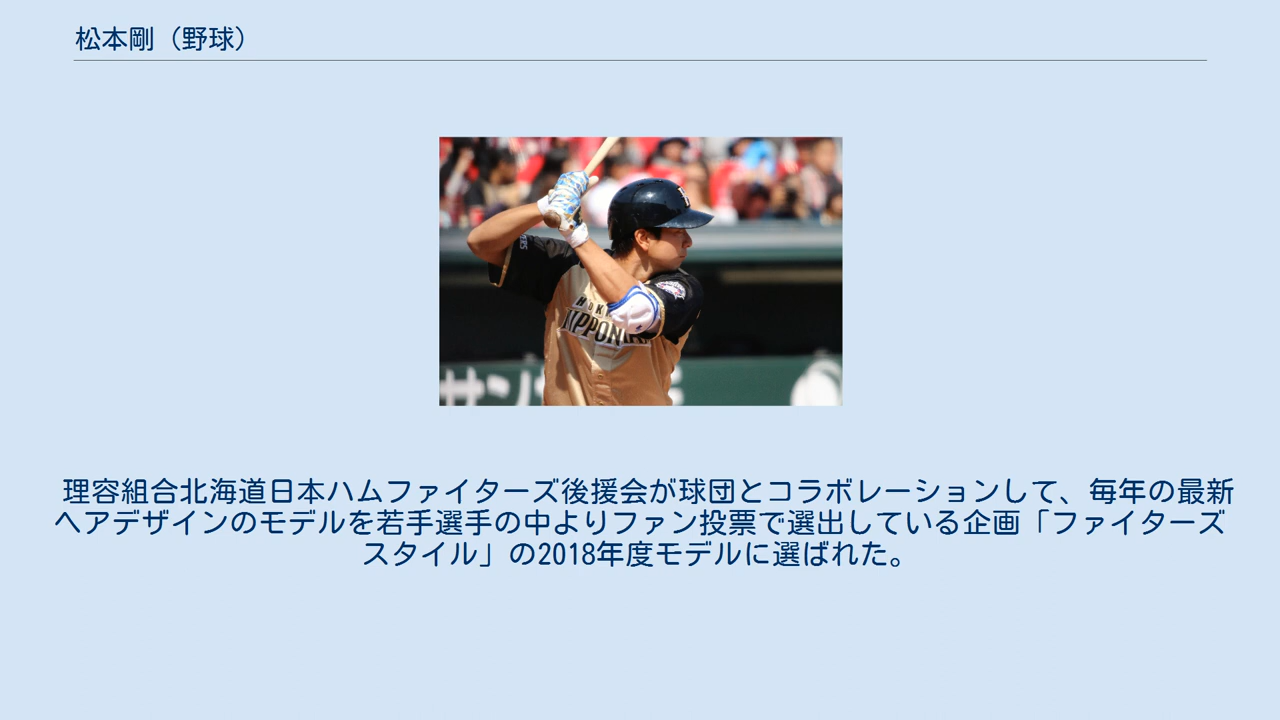 松本剛（野球）
HOK
NIPPON
サン
理容組合北海道日本ハムファイターズ後援会が球団とコラボレーションして、毎年の最新
ヘアデザインのモデルを若手選手の中よりファン投票で選出している企画「ファイターズ
スタイル」の2018年度モデルに選ばれた。